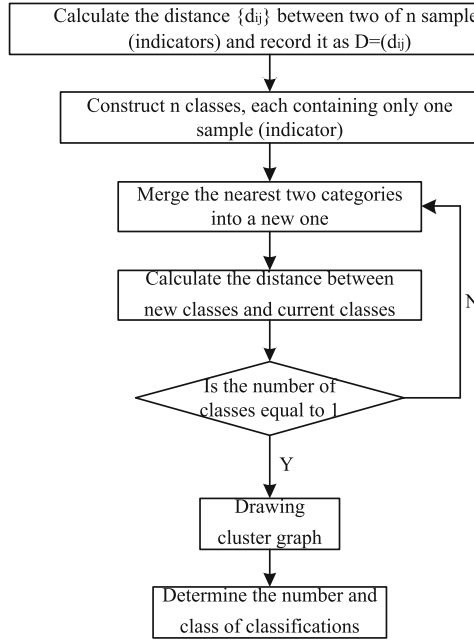 Calculate the distance {dij} between two of n sample
(indicators) and record it as D=(dij)
Construct n classes, each containing only one
sample (indicator)
Merge the nearest two categories
into a new one
Calculate the distance between
new classes and current classes
N
Is the number of
classes equal to 1
Y
Drawing
cluster graph
Determine the number and
class of classifications